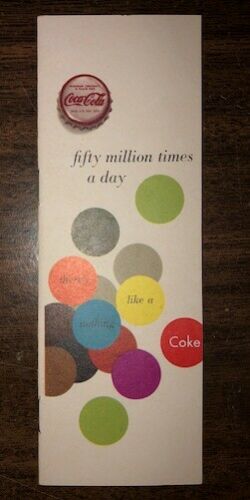 Coca-Cola
fifty million times
a day
there's
like a
nothing
Coke